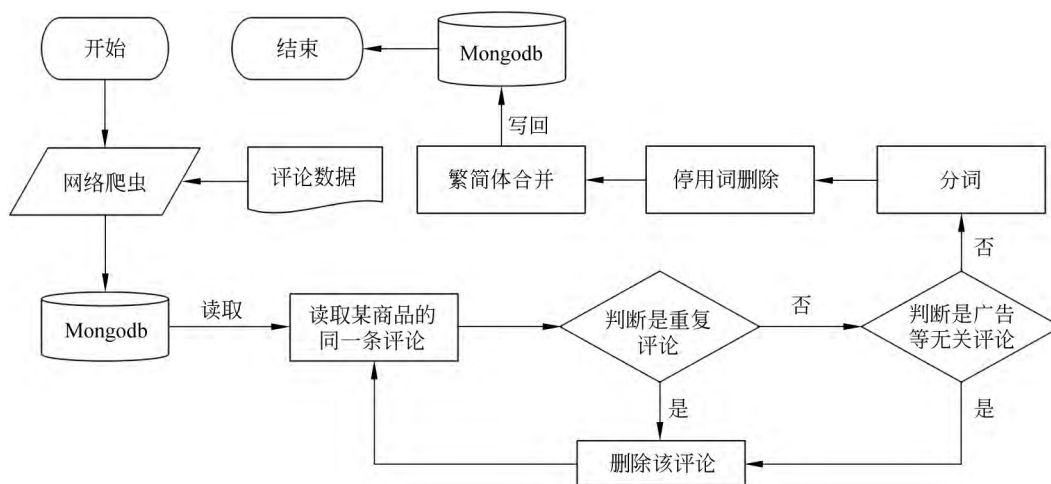 开始
结束
Mongodb
写回
网络爬虫
评论数据
繁简体合并
停用词删除
分词
否
Mongodb
读取
读取某商品的
同一条评论
判断是重复
评论
否
判断是广告
等无关评论
是
是
删除该评论